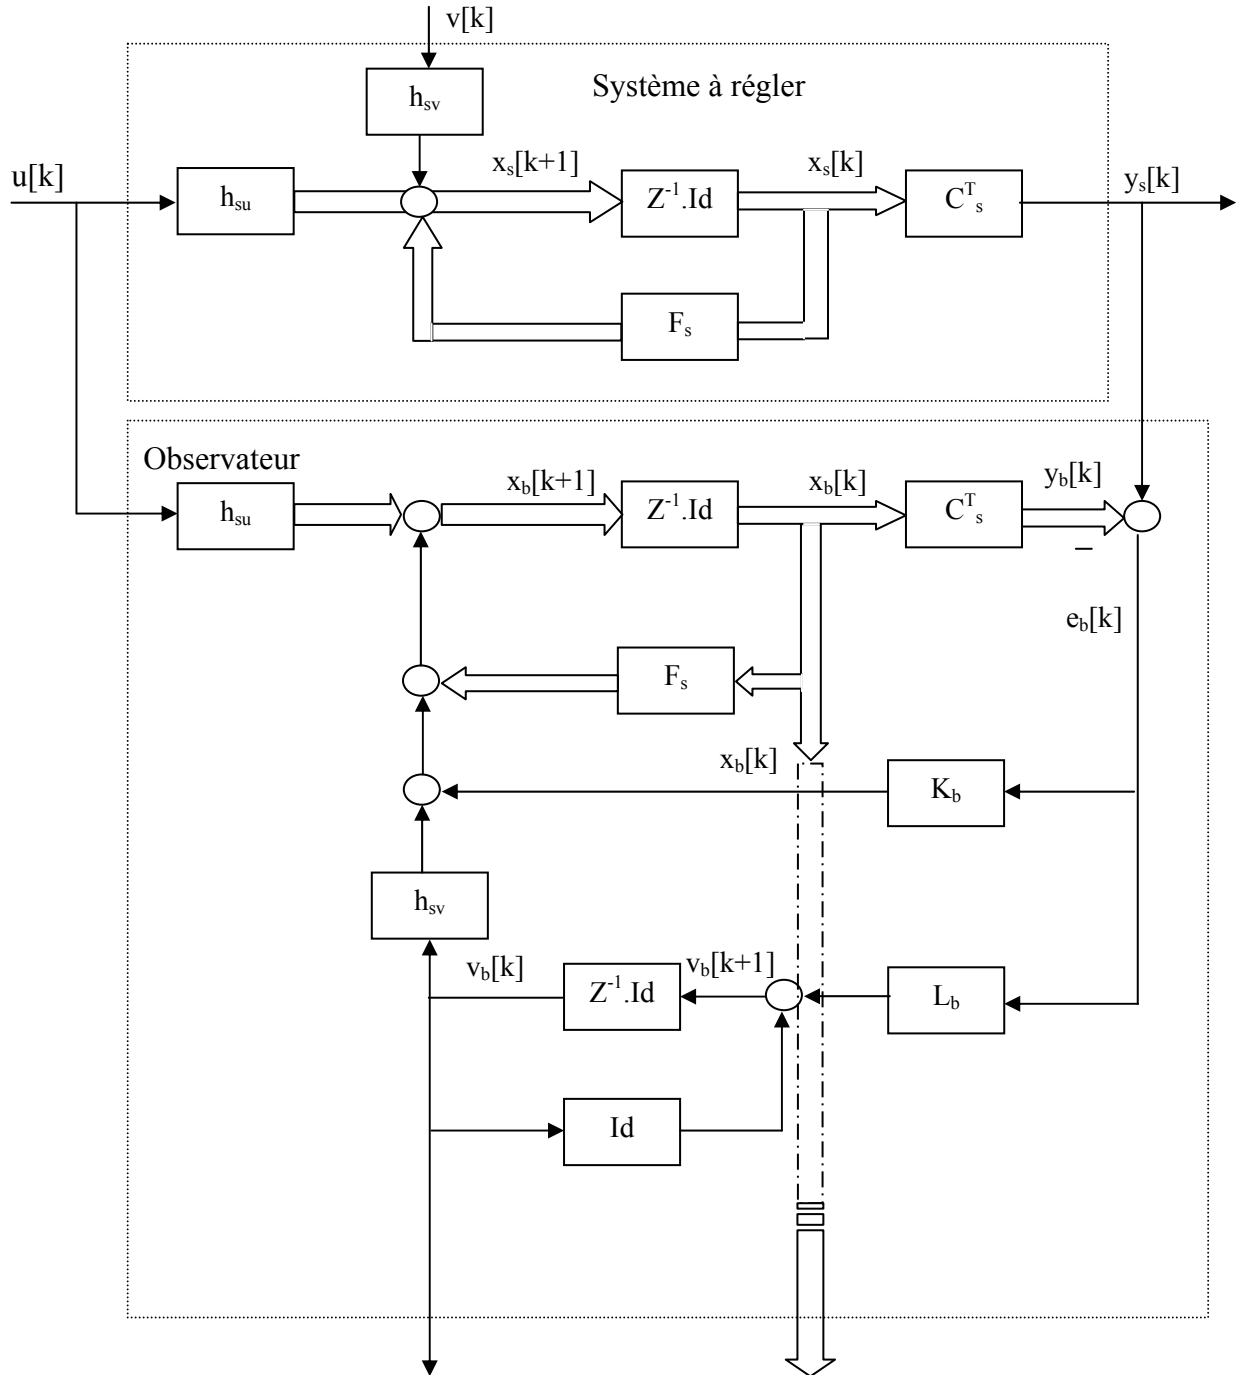 v[k]
Système à régler
h_sv
x_s[k+1]
x_s[k]
u[k]
h_su
Z^-1.Id
C^T_s
y_s[k]
F_s
Observateur
x_b[k+1]
x_b[k]
y_b[k]
h_su
Z^-1.Id
C^T_s
–
e_b[k]
F_s
x_b[k]
K_b
h_sv
v_b[k]
v_b[k+1]
Z^-1.Id
L_b
Id